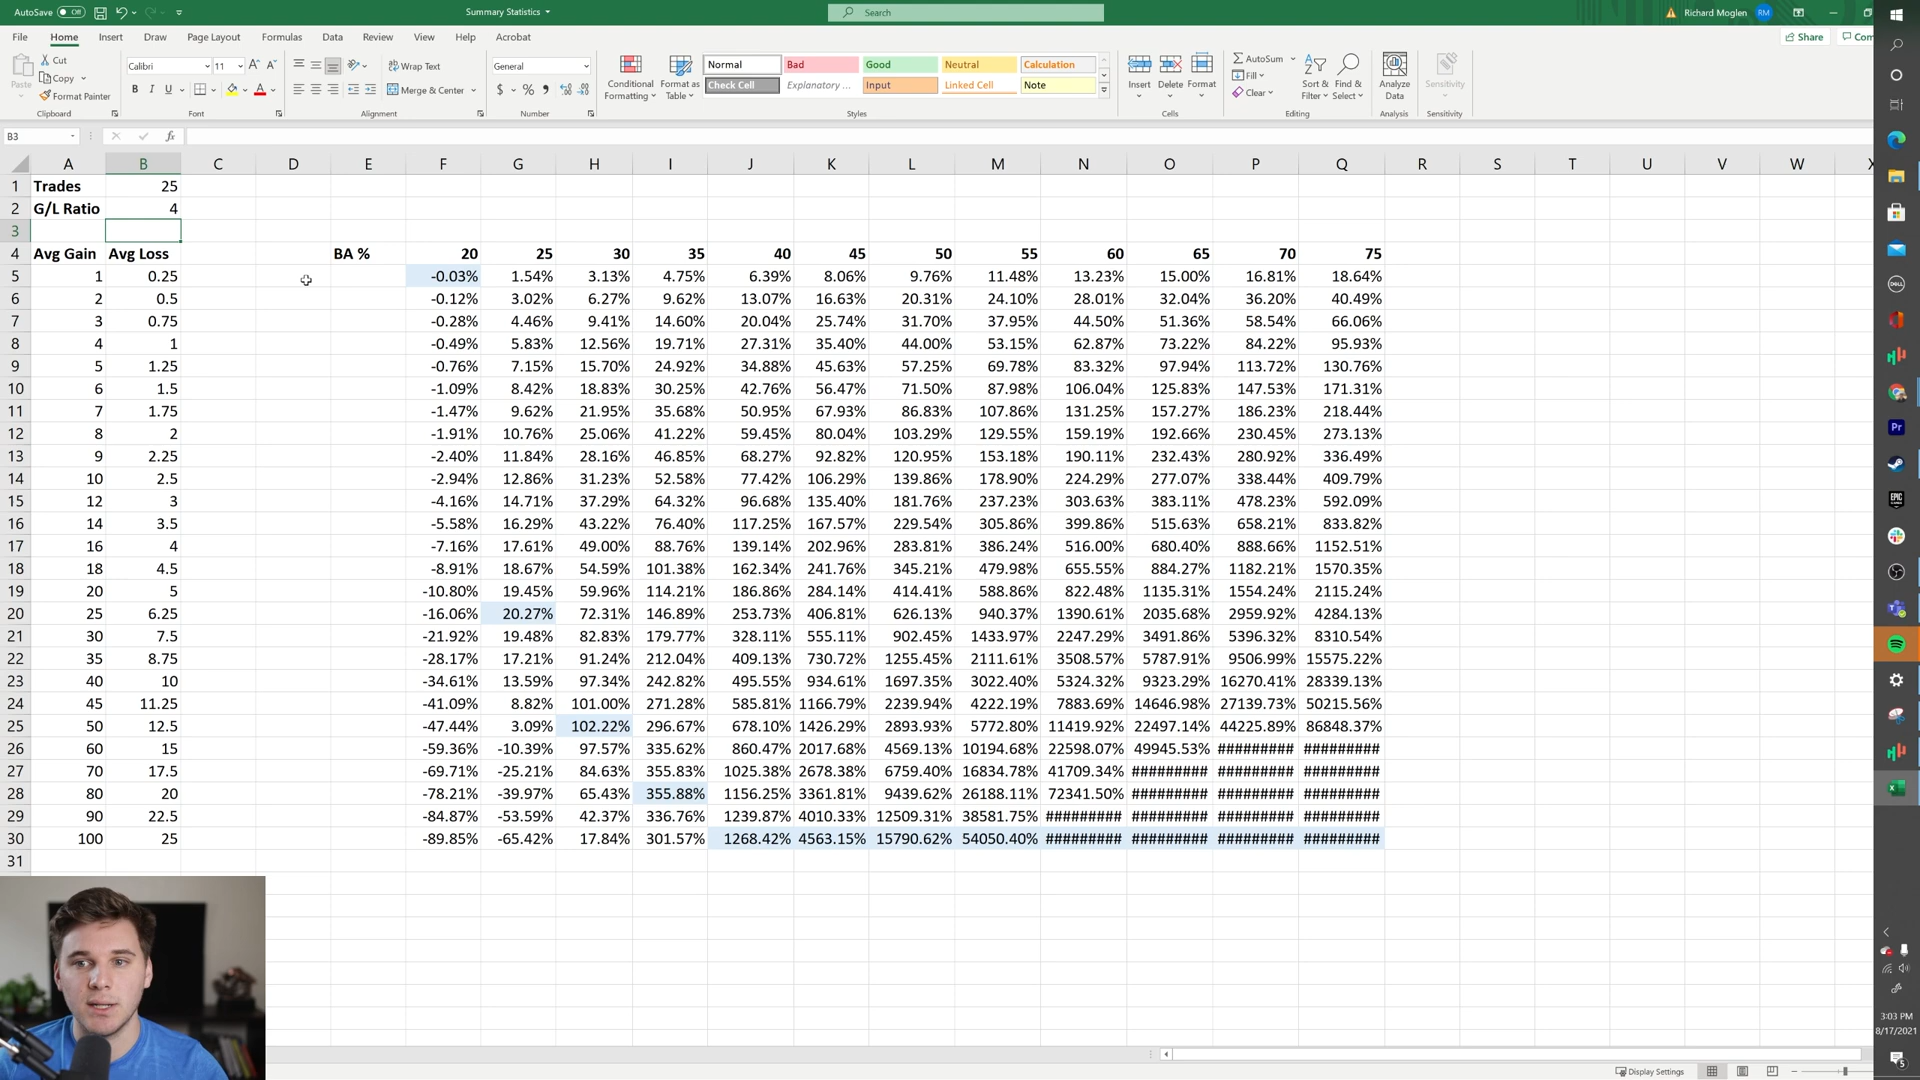 AutoSave Off Summary Statistics Search Richard Moglen RM
File Home Insert Draw Page Layout Formulas Data Review View Help Acrobat Share Com
Paste Cut Copy Format Painter Clipboard
Calibri 11 A A B I U A Font
Wrap Text Merge & Center Alignment
General $ % , Number
Conditional Formatting Format as Table
Normal Bad Good Neutral Calculation
Check Cell Explanatory ... Input Linked Cell Note
Styles
Insert Delete Format Cells
AutoSum Fill Clear Sort & Filter Find & Select Editing
Analyze Data Analysis
Sensitivity Sensitivity
B3 fx
A B C D E F G H I J K L M N O P Q R S T U V W X
1 Trades 25
2 G/L Ratio 4
3
4 Avg Gain Avg Loss BA % 20 25 30 35 40 45 50 55 60 65 70 75
5 1 0.25 -0.03% 1.54% 3.13% 4.75% 6.39% 8.06% 9.76% 11.48% 13.23% 15.00% 16.81% 18.64%
6 2 0.5 -0.12% 3.02% 6.27% 9.62% 13.07% 16.63% 20.31% 24.10% 28.01% 32.04% 36.20% 40.49%
7 3 0.75 -0.28% 4.46% 9.41% 14.60% 20.04% 25.74% 31.70% 37.95% 44.50% 51.36% 58.54% 66.06%
8 4 1 -0.49% 5.83% 12.56% 19.71% 27.31% 35.40% 44.00% 53.15% 62.87% 73.22% 84.22% 95.93%
9 5 1.25 -0.76% 7.15% 15.70% 24.92% 34.88% 45.63% 57.25% 69.78% 83.32% 97.94% 113.72% 130.76%
10 6 1.5 -1.09% 8.42% 18.83% 30.25% 42.76% 56.47% 71.50% 87.98% 106.04% 125.83% 147.53% 171.31%
11 7 1.75 -1.47% 9.62% 21.95% 35.68% 50.95% 67.93% 86.83% 107.86% 131.25% 157.27% 186.23% 218.44%
12 8 2 -1.91% 10.76% 25.06% 41.22% 59.45% 80.04% 103.29% 129.55% 159.19% 192.66% 230.45% 273.13%
13 9 2.25 -2.40% 11.84% 28.16% 46.85% 68.27% 92.82% 120.95% 153.18% 190.11% 232.43% 280.92% 336.49%
14 10 2.5 -2.94% 12.86% 31.23% 52.58% 77.42% 106.29% 139.86% 178.90% 224.29% 277.07% 338.44% 409.79%
15 12 3 -4.16% 14.71% 37.29% 64.32% 96.68% 135.40% 181.76% 237.23% 303.63% 383.11% 478.23% 592.09%
16 14 3.5 -5.58% 16.29% 43.22% 76.40% 117.25% 167.57% 229.54% 305.86% 399.86% 515.63% 658.21% 833.82%
17 16 4 -7.16% 17.61% 49.00% 88.76% 139.14% 202.96% 283.81% 386.24% 516.00% 680.40% 888.66% 1152.51%
18 18 4.5 -8.91% 18.67% 54.59% 101.38% 162.34% 241.76% 345.21% 479.98% 655.55% 884.27% 1182.21% 1570.35%
19 20 5 -10.80% 19.45% 59.96% 114.21% 186.86% 284.14% 414.41% 588.86% 822.48% 1135.31% 1554.24% 2115.24%
20 25 6.25 -16.06% 20.27% 72.31% 146.89% 253.73% 406.81% 626.13% 940.37% 1390.61% 2035.68% 2959.92% 4284.13%
21 30 7.5 -21.92% 19.48% 82.83% 179.77% 328.11% 555.11% 902.45% 1433.97% 2247.29% 3491.86% 5396.32% 8310.54%
22 35 8.75 -28.17% 17.21% 91.24% 212.04% 409.13% 730.72% 1255.45% 2111.61% 3508.57% 5787.91% 9506.99% 15575.22%
23 40 10 -34.61% 13.59% 97.34% 242.82% 495.55% 934.61% 1697.35% 3022.40% 5324.32% 9323.29% 16270.41% 28339.13%
24 45 11.25 -41.09% 8.82% 101.00% 271.28% 585.81% 1166.79% 2239.94% 4222.19% 7883.69% 14646.98% 27139.73% 50215.56%
25 50 12.5 -47.44% 3.09% 102.22% 296.67% 678.10% 1426.29% 2893.93% 5772.80% 11419.92% 22497.14% 44225.89% 86848.37%
26 60 15 -59.36% -10.39% 97.57% 335.62% 860.47% 2017.68% 4569.13% 10194.68% 22598.07% 49945.53% ######### #########
27 70 17.5 -69.71% -25.21% 84.63% 355.83% 1025.38% 2678.38% 6759.40% 16834.78% 41709.34% ######### ######### #########
28 80 20 -78.21% -39.97% 65.43% 355.88% 1156.25% 3361.81% 9439.62% 26188.11% 72341.50% ######### ######### #########
29 90 22.5 -84.87% -53.59% 42.37% 336.76% 1239.87% 4010.33% 12509.31% 38581.75% ######### ######### ######### #########
30 100 25 -89.85% -65.42% 17.84% 301.57% 1268.42% 4563.15% 15790.62% 54050.40% ######### ######### ######### #########
31
3:03 PM
8/17/2021
Display Settings